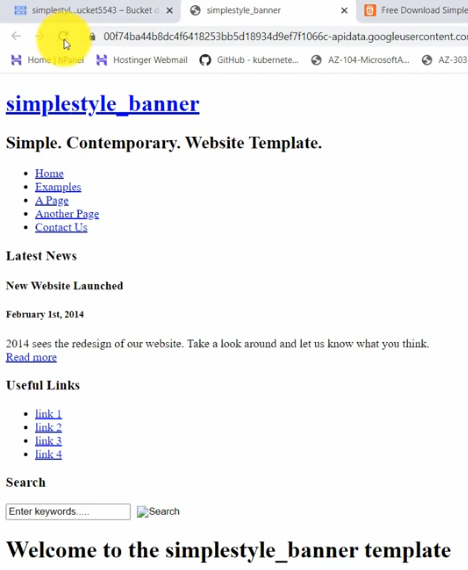 simplestyl...ucket5543 – Bucket d
simplestyle_banner
Free Download Simple
00f74ba44b8dc4f6418253bb5d18934d9ef7f1066c-apidata.googleusercontent.co
Home | hPanel
Hostinger Webmail
GitHub - kubernete...
AZ-104-MicrosoftA...
AZ-303
simplestyle_banner
Simple. Contemporary. Website Template.
Home
Examples
A Page
Another Page
Contact Us
Latest News
New Website Launched
February 1st, 2014
2014 sees the redesign of our website. Take a look around and let us know what you think.
Read more
Useful Links
link 1
link 2
link 3
link 4
Search
Enter keywords..... Search
Welcome to the simplestyle_banner template